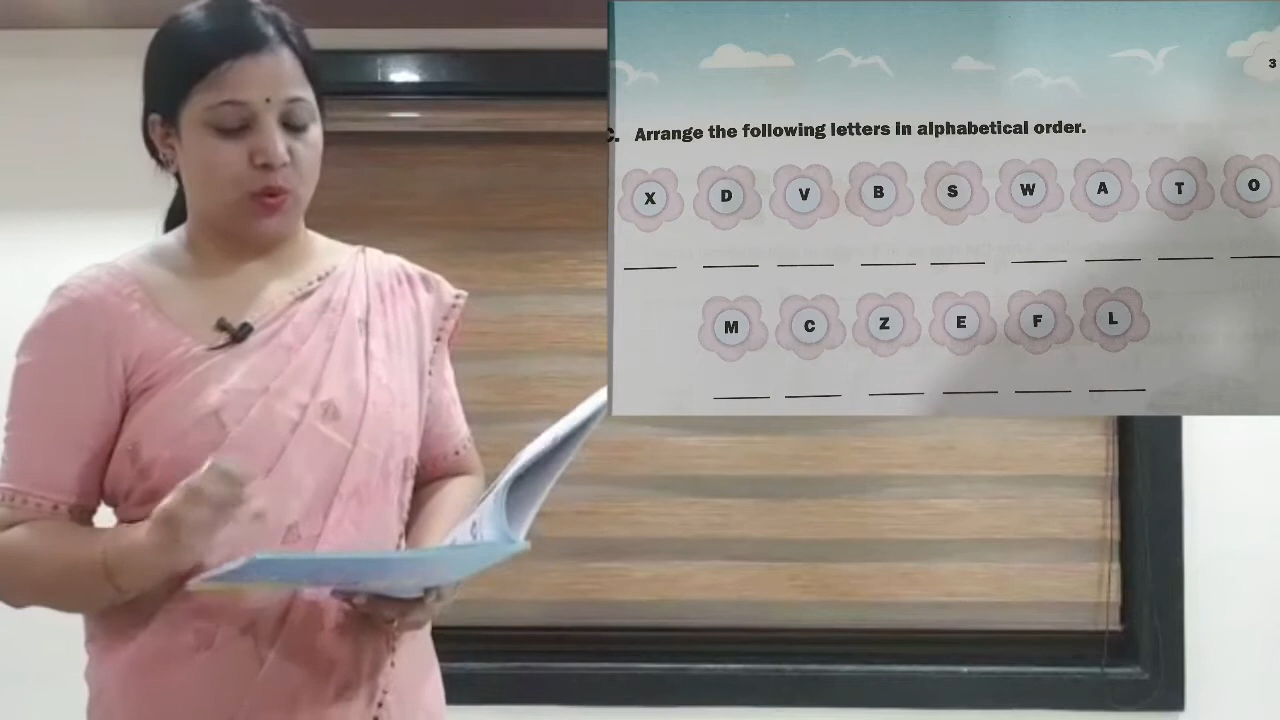 3
C. Arrange the following letters in alphabetical order.
X D V B S W A T O
M C Z E F L